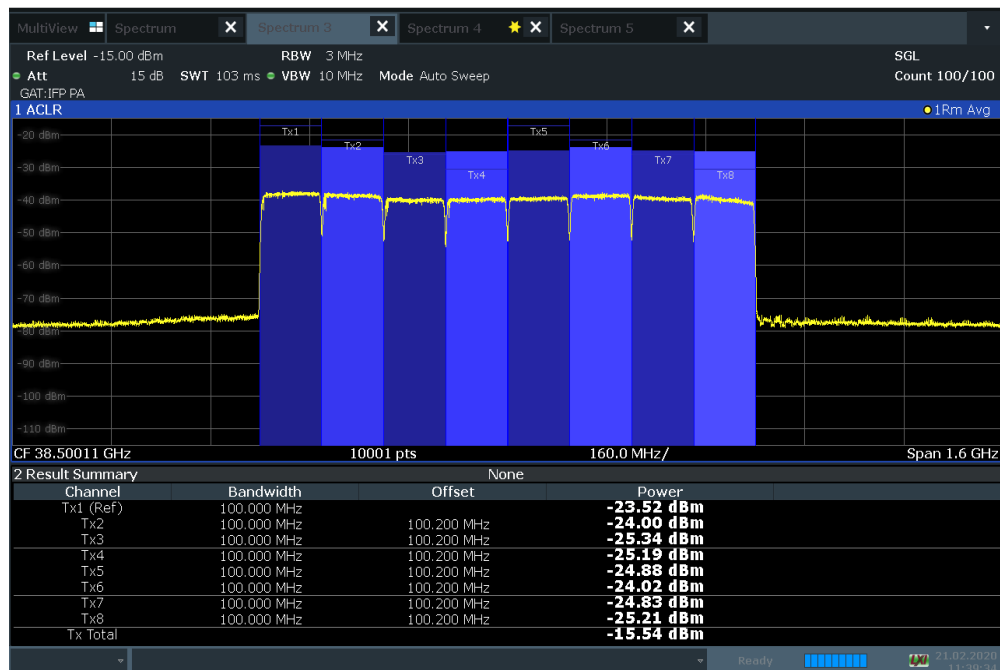 MultiView Spectrum X Spectrum 3 X Spectrum 4 X Spectrum 5 X
Ref Level -15.00 dBm RBW 3 MHz SGL
Att 15 dB SWT 103 ms VBW 10 MHz Mode Auto Sweep Count 100/100
GAT:IFP PA
1 ACLR 1Rm Avg
Tx1 Tx5
-20 dBm
Tx2 Tx6
Tx3 Tx7
-30 dBm
Tx4 Tx8
-40 dBm
-50 dBm
-60 dBm
-70 dBm
-80 dBm
-90 dBm
-100 dBm
-110 dBm
CF 38.50011 GHz 10001 pts 160.0 MHz/ Span 1.6 GHz
2 Result Summary None
Channel Bandwidth Offset Power
Tx1 (Ref) 100.000 MHz -23.52 dBm
Tx2 100.000 MHz 100.200 MHz -24.00 dBm
Tx3 100.000 MHz 100.200 MHz -25.34 dBm
Tx4 100.000 MHz 100.200 MHz -25.19 dBm
Tx5 100.000 MHz 100.200 MHz -24.88 dBm
Tx6 100.000 MHz 100.200 MHz -24.02 dBm
Tx7 100.000 MHz 100.200 MHz -24.83 dBm
Tx8 100.000 MHz 100.200 MHz -25.21 dBm
Tx Total -15.54 dBm
Ready LXI 21.02.2020